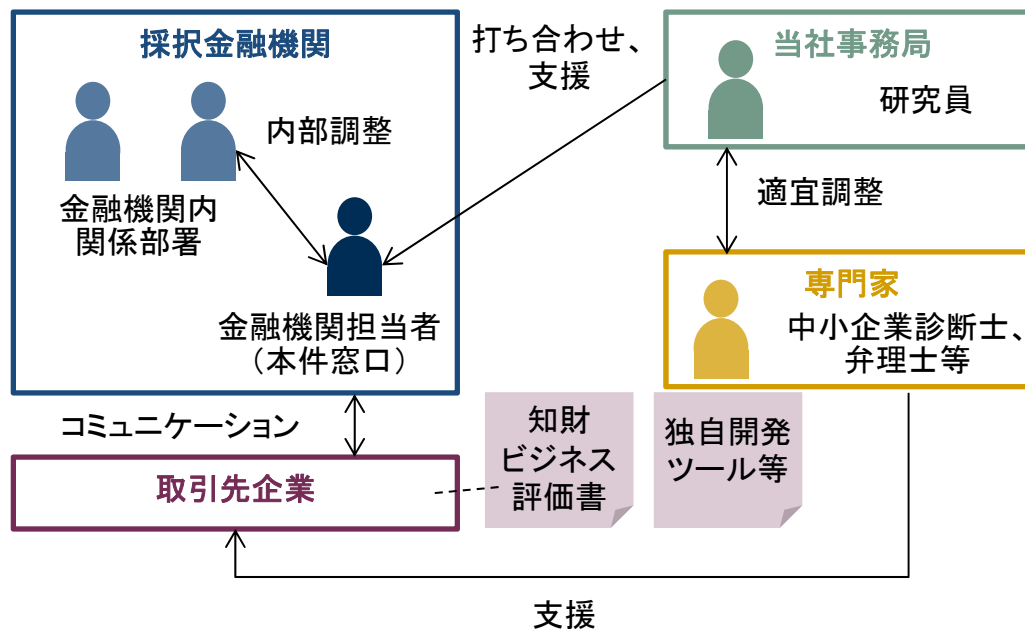 採択金融機関
内部調整
金融機関内
関係部署
金融機関担当者
（本件窓口）
打ち合わせ、
支援
当社事務局
研究員
適宜調整
専門家
中小企業診断士、
弁理士等
コミュニケーション
取引先企業
知財
ビジネス
評価書
独自開発
ツール等
支援